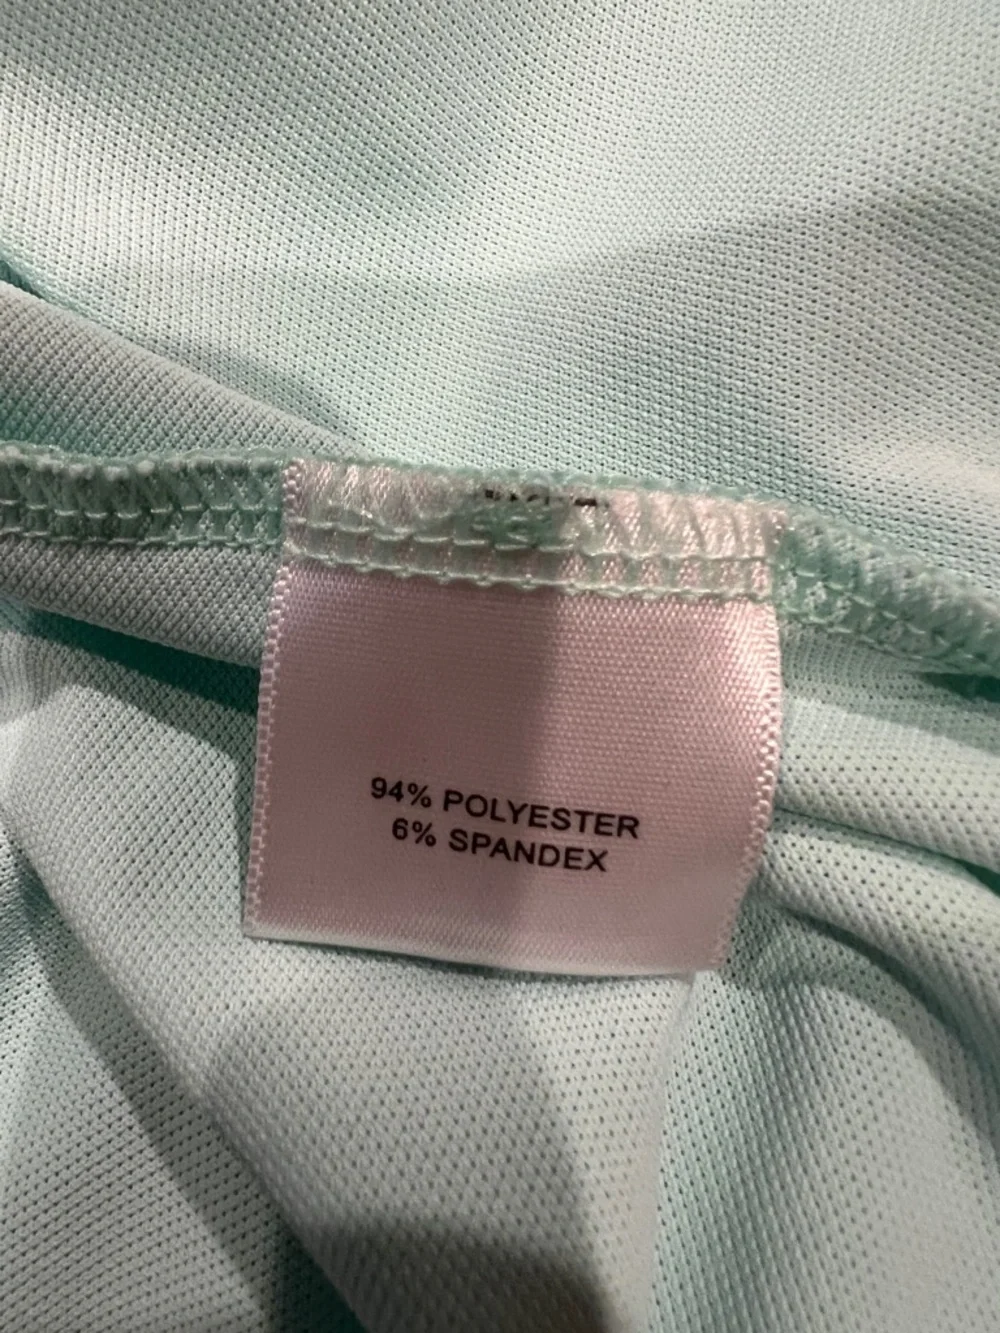 94% POLYESTER
6% SPANDEX